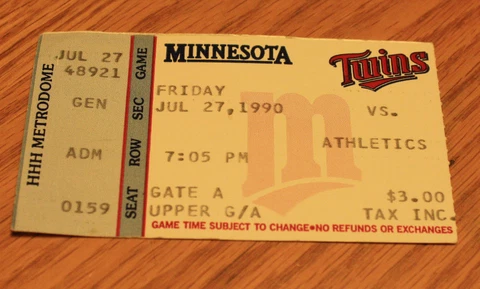 HHH METRODOME
JUL 27
48921
GEN
ADM
0159
GAME
SEC
ROW
SEAT
MINNESOTA
Twins
FRIDAY
JUL 27,1990
VS.
ATHLETICS
7:05 PM
m
GATE A
$3.00
UPPER G/A
TAX INC.
GAME TIME SUBJECT TO CHANGE•NO REFUNDS OR EXCHANGES